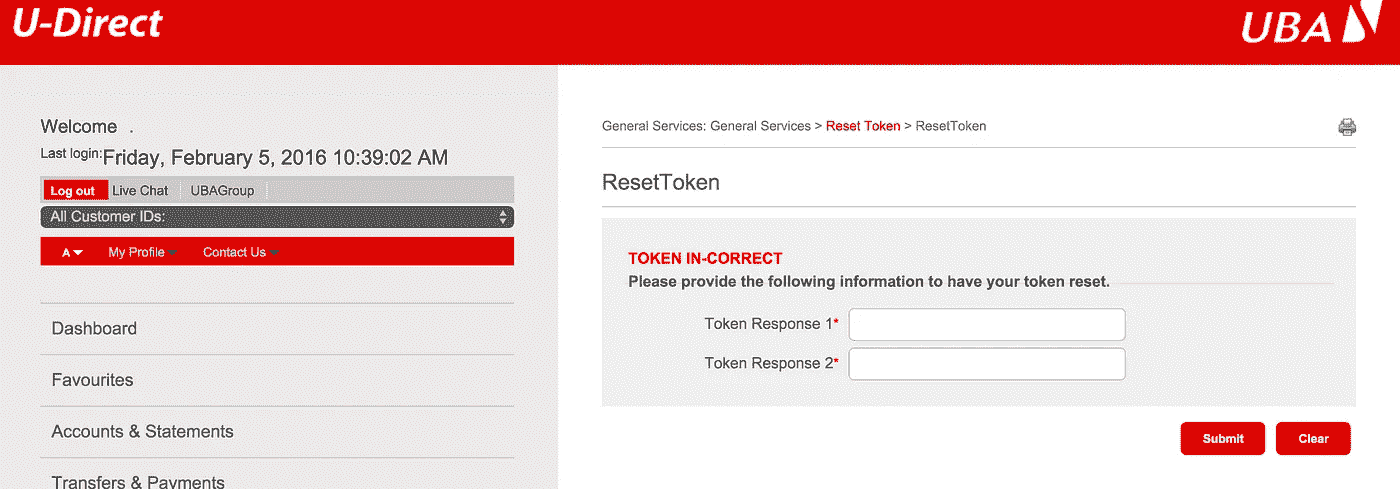 U-Direct
UBA
Welcome .
Last login:Friday, February 5, 2016 10:39:02 AM
Log out Live Chat UBAGroup
All Customer IDs:
A My Profile Contact Us
Dashboard
Favourites
Accounts & Statements
Transfers & Payments
General Services: General Services > Reset Token > ResetToken
ResetToken
TOKEN IN-CORRECT
Please provide the following information to have your token reset.
Token Response 1*
Token Response 2*
Submit Clear